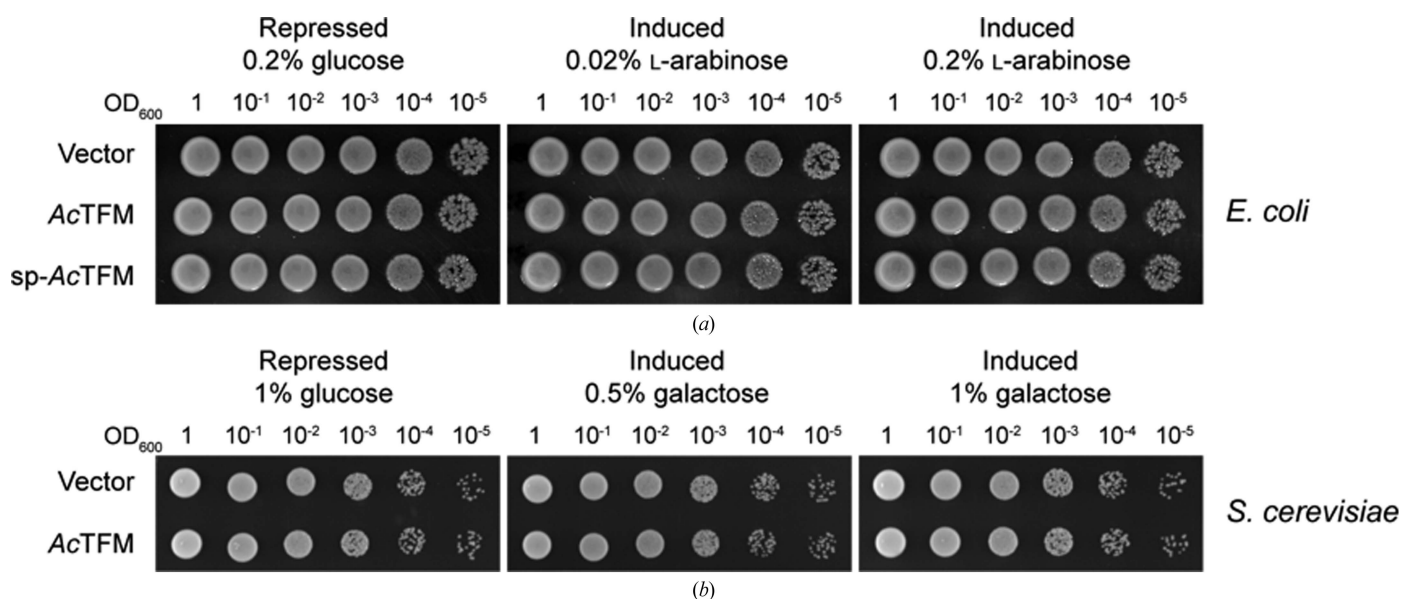 Repressed Induced Induced
0.2% glucose 0.02% L-arabinose 0.2% L-arabinose
OD600 1 10-1 10-2 10-3 10-4 10-5 1 10-1 10-2 10-3 10-4 10-5 1 10-1 10-2 10-3 10-4 10-5
Vector
AcTFM
sp-AcTFM
E. coli
(a)
Repressed Induced Induced
1% glucose 0.5% galactose 1% galactose
OD600 1 10-1 10-2 10-3 10-4 10-5 1 10-1 10-2 10-3 10-4 10-5 1 10-1 10-2 10-3 10-4 10-5
Vector
AcTFM
S. cerevisiae
(b)